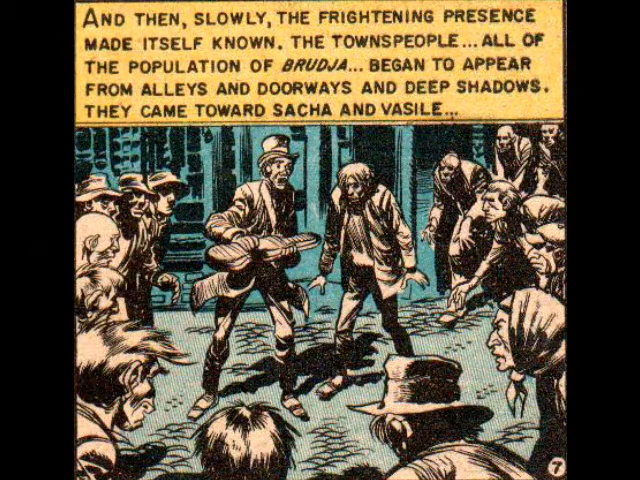 AND THEN, SLOWLY, THE FRIGHTENING PRESENCE
MADE ITSELF KNOWN. THE TOWNSPEOPLE... ALL OF
THE POPULATION OF BRUDJA... BEGAN TO APPEAR
FROM ALLEYS AND DOORWAYS AND DEEP SHADOWS.
THEY CAME TOWARD SACHA AND VASILE...
7